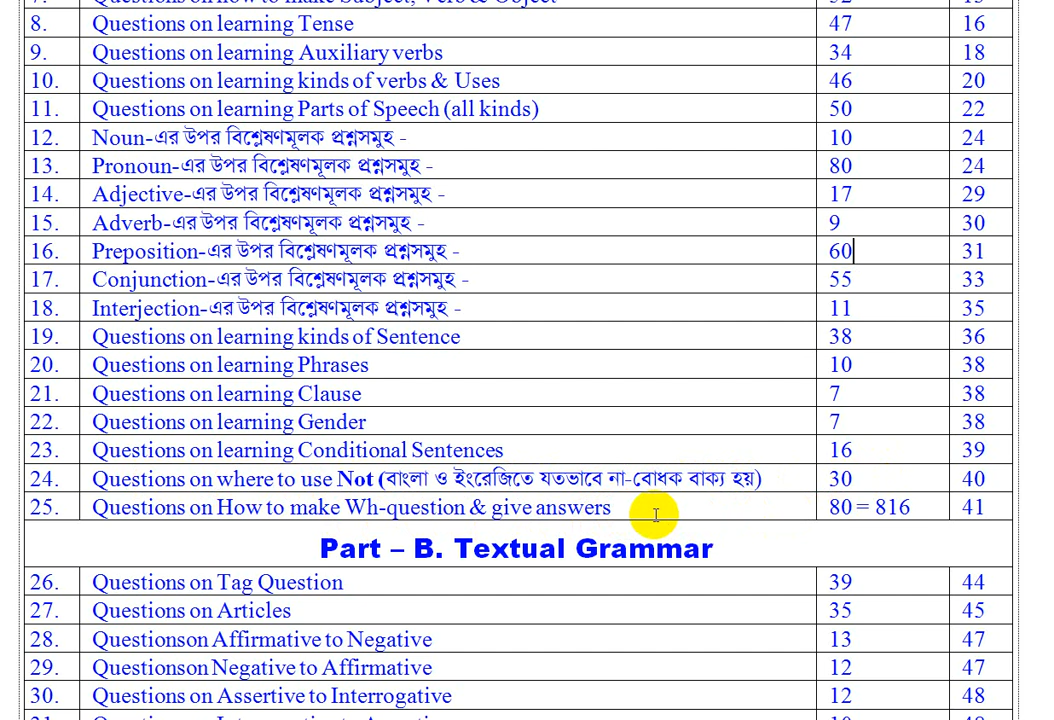 8. Questions on learning Tense 47 16
9. Questions on learning Auxiliary verbs 34 18
10. Questions on learning kinds of verbs & Uses 46 20
11. Questions on learning Parts of Speech (all kinds) 50 22
12. Noun-এর উপর বিশ্লেষণমূলক প্রশ্নসমুহ - 10 24
13. Pronoun-এর উপর বিশ্লেষণমূলক প্রশ্নসমুহ - 80 24
14. Adjective-এর উপর বিশ্লেষণমূলক প্রশ্নসমুহ - 17 29
15. Adverb-এর উপর বিশ্লেষণমূলক প্রশ্নসমুহ - 9 30
16. Preposition-এর উপর বিশ্লেষণমূলক প্রশ্নসমুহ - 60 31
17. Conjunction-এর উপর বিশ্লেষণমূলক প্রশ্নসমুহ - 55 33
18. Interjection-এর উপর বিশ্লেষণমূলক প্রশ্নসমুহ - 11 35
19. Questions on learning kinds of Sentence 38 36
20. Questions on learning Phrases 10 38
21. Questions on learning Clause 7 38
22. Questions on learning Gender 7 38
23. Questions on learning Conditional Sentences 16 39
24. Questions on where to use Not (বাংলা ও ইংরেজিতে যতভাবে না-বোধক বাক্য হয়) 30 40
25. Questions on How to make Wh-question & give answers 80 = 816 41
Part – B. Textual Grammar
26. Questions on Tag Question 39 44
27. Questions on Articles 35 45
28. Questionson Affirmative to Negative 13 47
29. Questionson Negative to Affirmative 12 47
30. Questions on Assertive to Interrogative 12 48